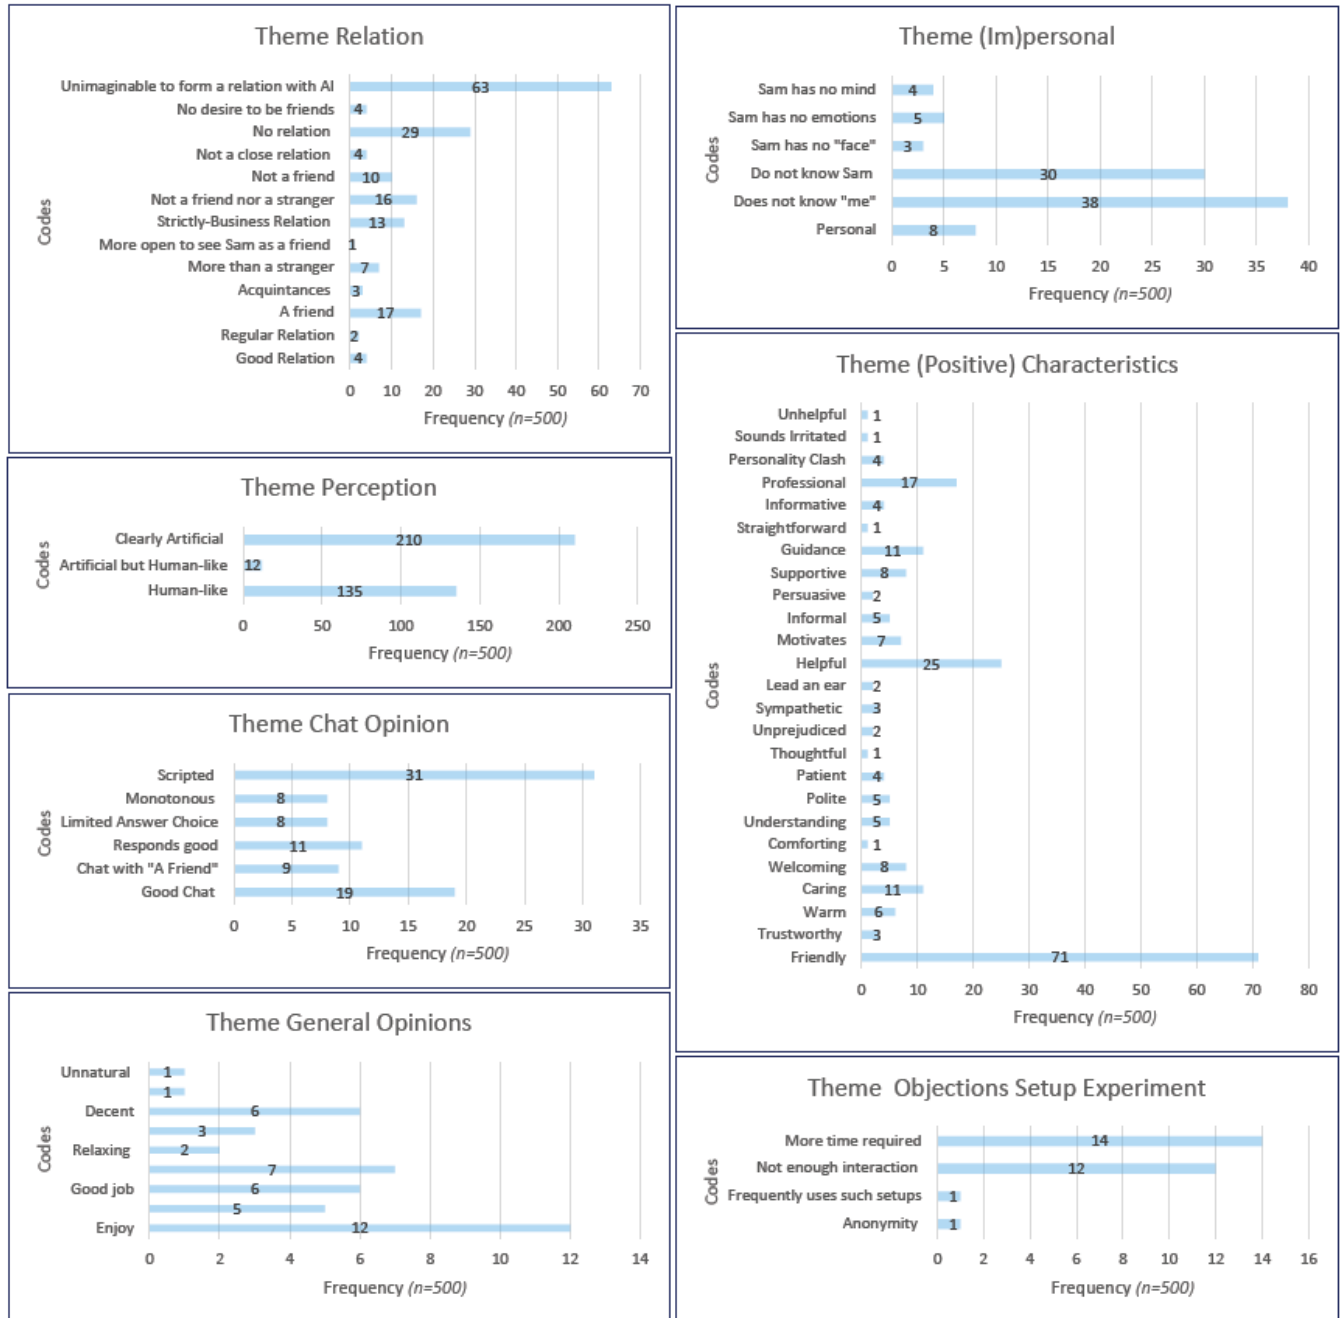 Theme Relation
Codes
Unimaginable to form a relation with AI 63
No desire to be friends 4
No relation 29
Not a close relation 4
Not a friend 10
Not a friend nor a stranger 16
Strictly-Business Relation 13
More open to see Sam as a friend 1
More than a stranger 7
Acquintances 3
A friend 17
Regular Relation 2
Good Relation 4
0 10 20 30 40 50 60 70
Frequency (n=500)
Theme Perception
Codes
Clearly Artificial 210
Artificial but Human-like 12
Human-like 135
0 50 100 150 200 250
Frequency (n=500)
Theme Chat Opinion
Codes
Scripted 31
Monotonous 8
Limited Answer Choice 8
Responds good 11
Chat with "A Friend" 9
Good Chat 19
0 5 10 15 20 25 30 35
Frequency (n=500)
Theme General Opinions
Codes
Unnatural 1
1
Decent 6
3
Relaxing 2
7
Good job 6
5
Enjoy 12
0 2 4 6 8 10 12 14
Frequency (n=500)
Theme (Im)personal
Codes
Sam has no mind 4
Sam has no emotions 5
Sam has no "face" 3
Do not know Sam 30
Does not know "me" 38
Personal 8
0 5 10 15 20 25 30 35 40
Frequency (n=500)
Theme (Positive) Characteristics
Codes
Unhelpful 1
Sounds Irritated 1
Personality Clash 4
Professional 17
Informative 4
Straightforward 1
Guidance 11
Supportive 8
Persuasive 2
Informal 5
Motivates 7
Helpful 25
Lead an ear 2
Sympathetic 3
Unprejudiced 2
Thoughtful 1
Patient 4
Polite 5
Understanding 5
Comforting 1
Welcoming 8
Caring 11
Warm 6
Trustworthy 3
Friendly 71
0 10 20 30 40 50 60 70 80
Frequency (n=500)
Theme Objections Setup Experiment
Codes
More time required 14
Not enough interaction 12
Frequently uses such setups 1
Anonymity 1
0 2 4 6 8 10 12 14 16
Frequency (n=500)